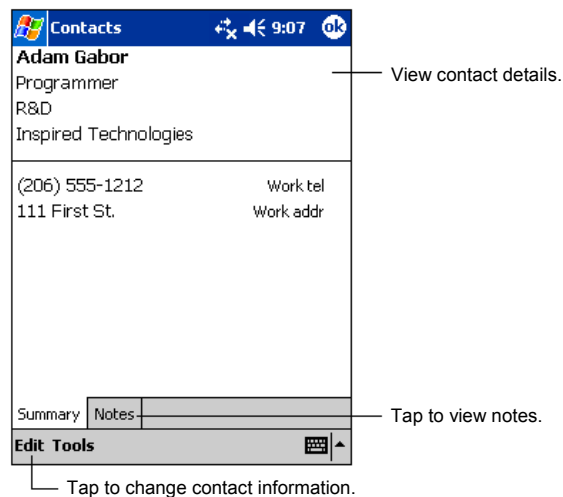 Contacts 9:07 ok
Adam Gabor
Programmer
R&D
Inspired Technologies
View contact details.
(206) 555-1212 Work tel
111 First St. Work addr
Summary Notes
Tap to view notes.
Edit Tools
Tap to change contact information.